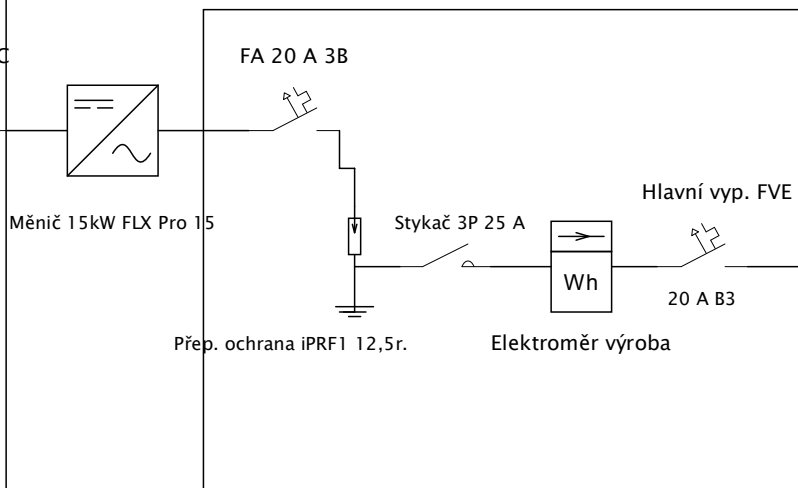 C
FA 20 A 3B
Měnič 15kW FLX Pro 15
Stykač 3P 25 A
Hlavní vyp. FVE
Wh
20 A B3
Přep. ochrana iPRF1 12,5r.
Elektroměr výroba